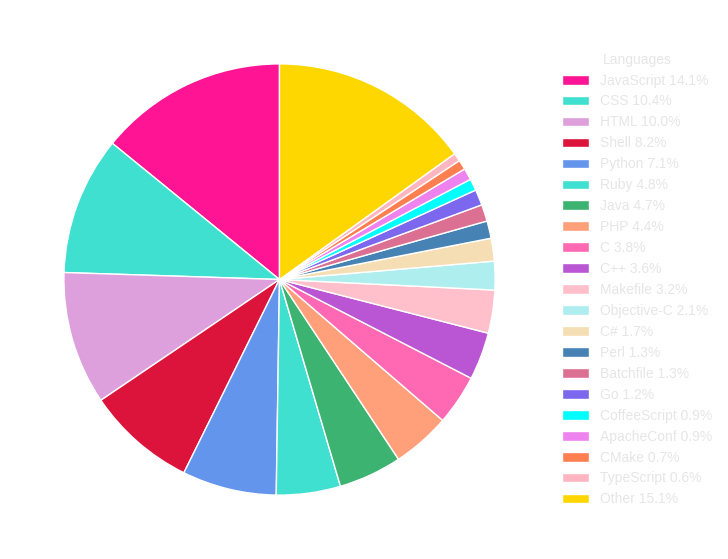 Languages
JavaScript 14.1%
CSS 10.4%
HTML 10.0%
Shell 8.2%
Python 7.1%
Ruby 4.8%
Java 4.7%
PHP 4.4%
C 3.8%
C++ 3.6%
Makefile 3.2%
Objective-C 2.1%
C# 1.7%
Perl 1.3%
Batchfile 1.3%
Go 1.2%
CoffeeScript 0.9%
ApacheConf 0.9%
CMake 0.7%
TypeScript 0.6%
Other 15.1%